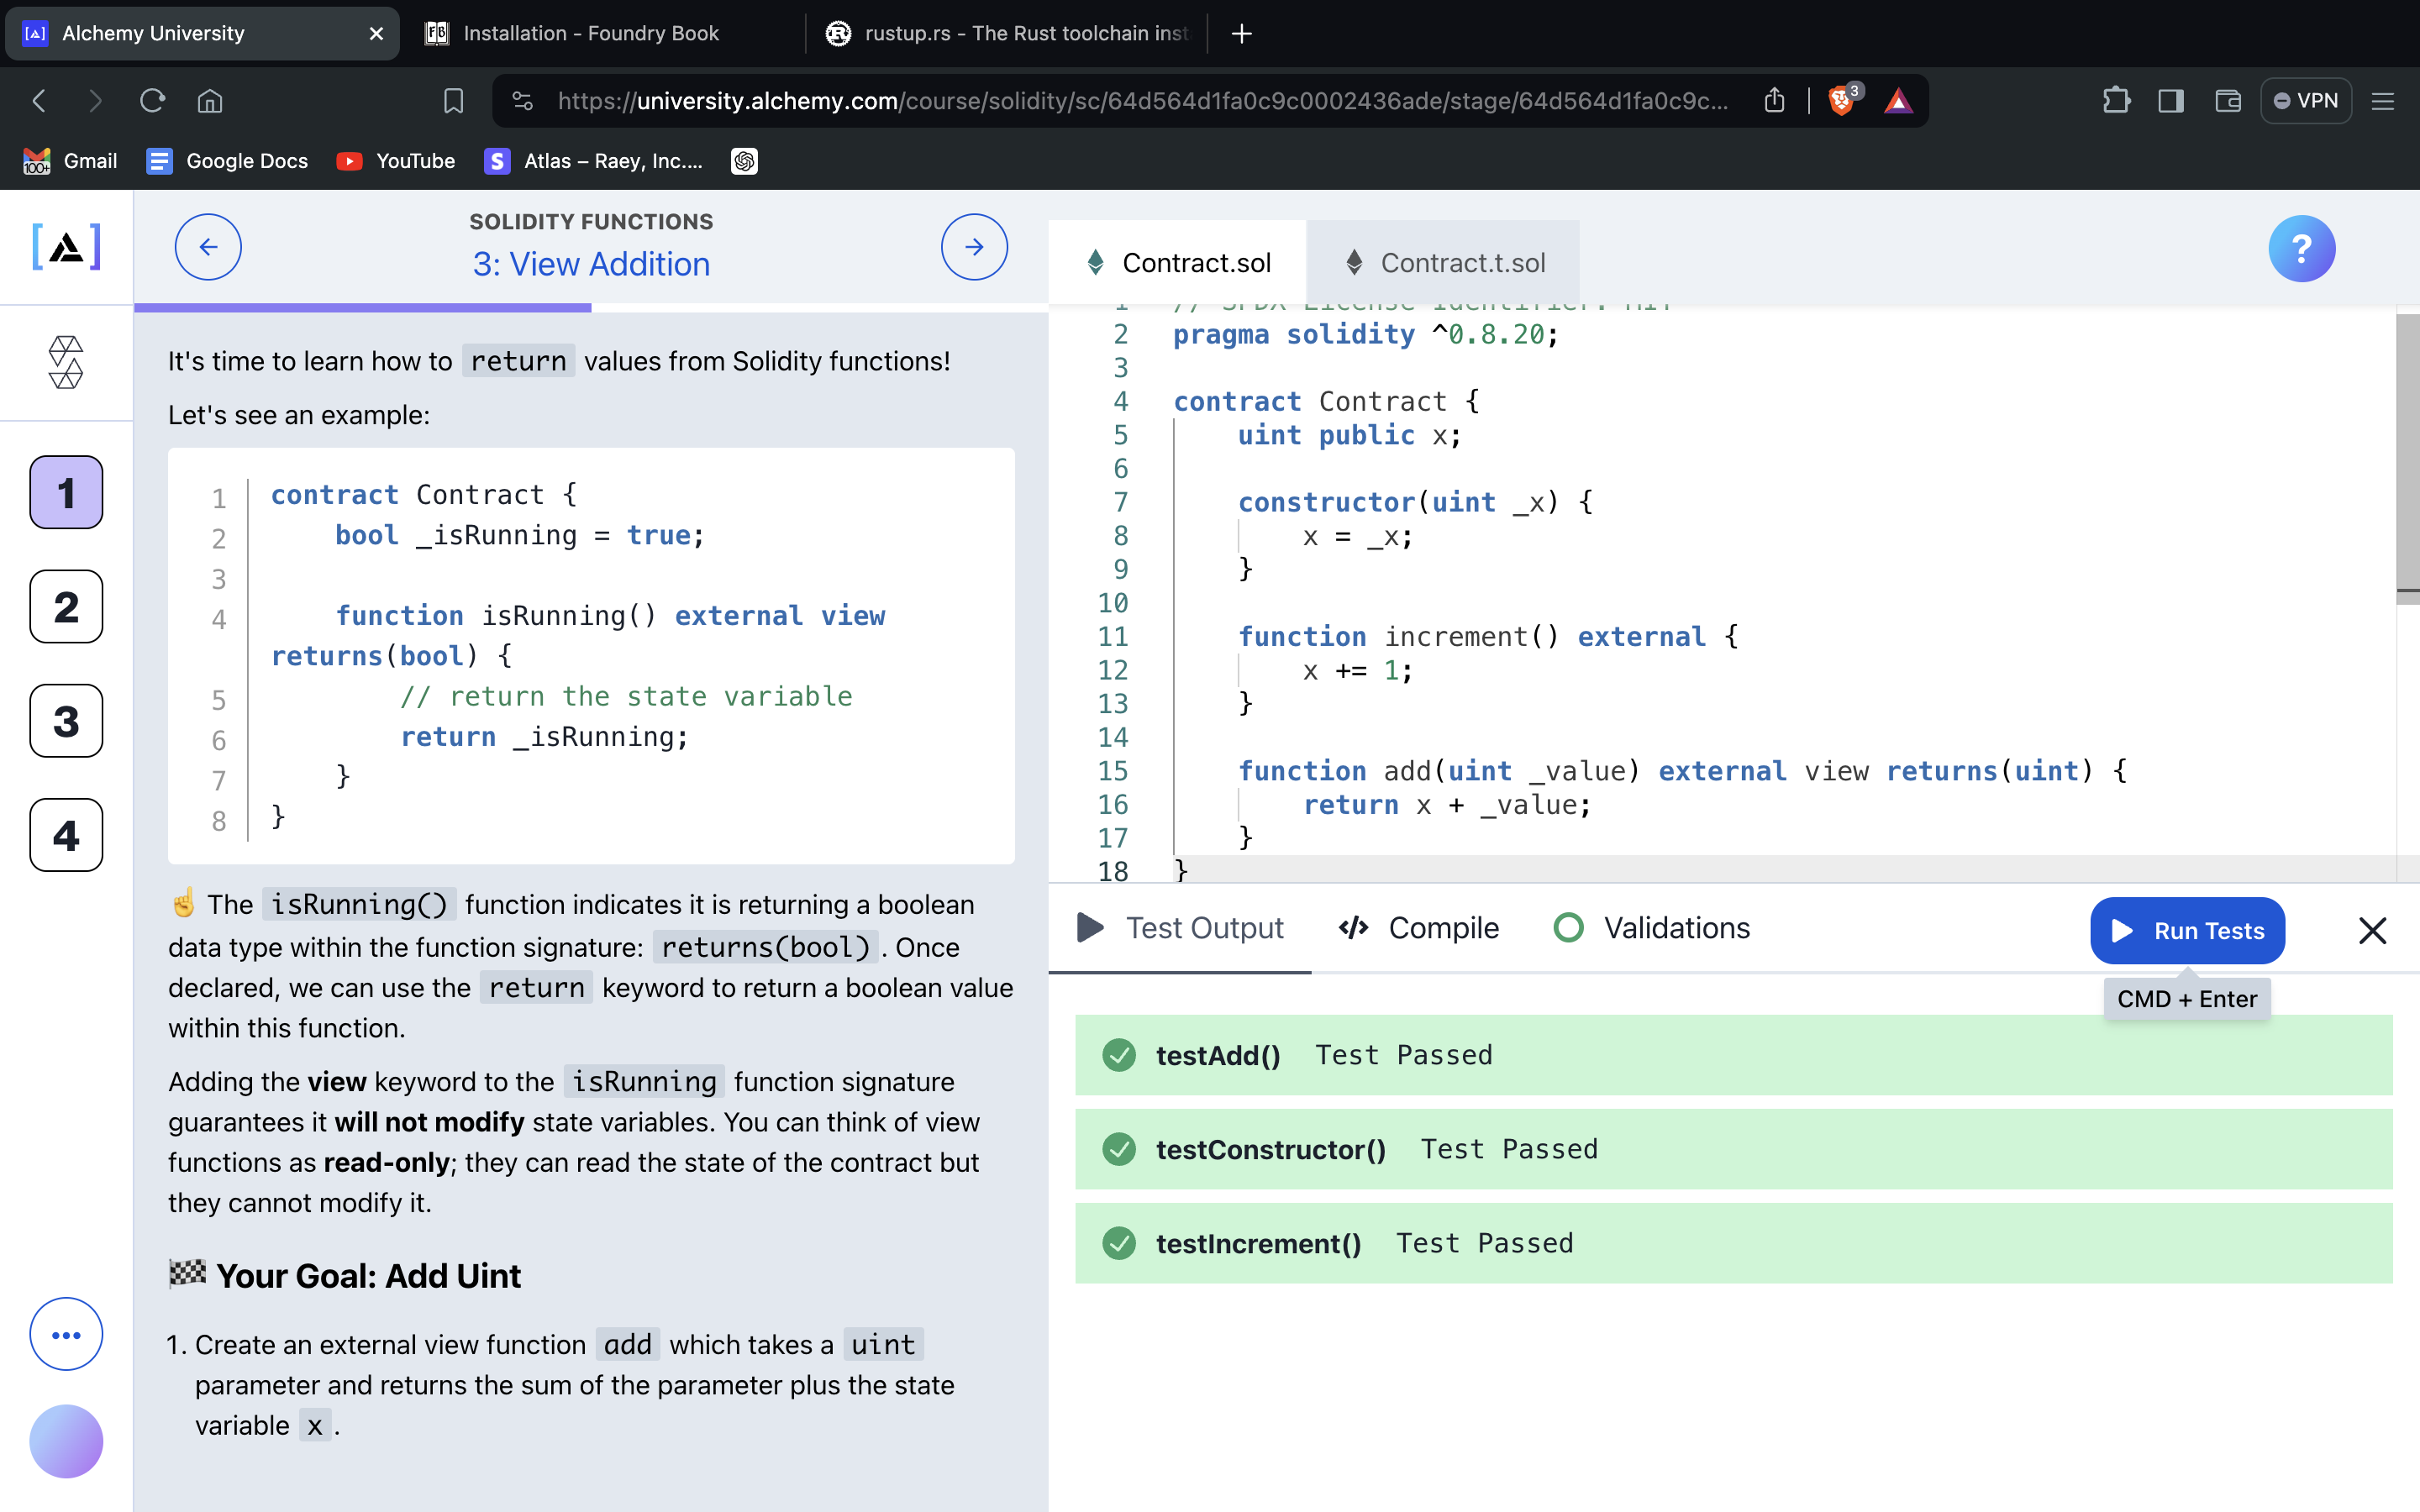 Alchemy University
Installation - Foundry Book
rustup.rs - The Rust toolchain inst
https://university.alchemy.com/course/solidity/sc/64d564d1fa0c9c0002436ade/stage/64d564d1fa0c9c...
3
VPN
100+
Gmail
Google Docs
YouTube
S
Atlas – Raey, Inc....
SOLIDITY FUNCTIONS
3: View Addition
1
2
3
4
It's time to learn how to return values from Solidity functions!
Let's see an example:
1 contract Contract {
2 bool _isRunning = true;
3
4 function isRunning() external view
returns(bool) {
5 // return the state variable
6 return _isRunning;
7 }
8 }
☝️ The isRunning() function indicates it is returning a boolean
data type within the function signature: returns(bool) . Once
declared, we can use the return keyword to return a boolean value
within this function.
Adding the view keyword to the isRunning function signature
guarantees it will not modify state variables. You can think of view
functions as read-only; they can read the state of the contract but
they cannot modify it.
🏁 Your Goal: Add Uint
1. Create an external view function add which takes a uint
parameter and returns the sum of the parameter plus the state
variable x .
Contract.sol
Contract.t.sol
?
1 // SPDX-License-Identifier: MIT
2 pragma solidity ^0.8.20;
3
4 contract Contract {
5 uint public x;
6
7 constructor(uint _x) {
8 x = _x;
9 }
10
11 function increment() external {
12 x += 1;
13 }
14
15 function add(uint _value) external view returns(uint) {
16 return x + _value;
17 }
18 }
Test Output
Compile
Validations
Run Tests
CMD + Enter
testAdd() Test Passed
testConstructor() Test Passed
testIncrement() Test Passed